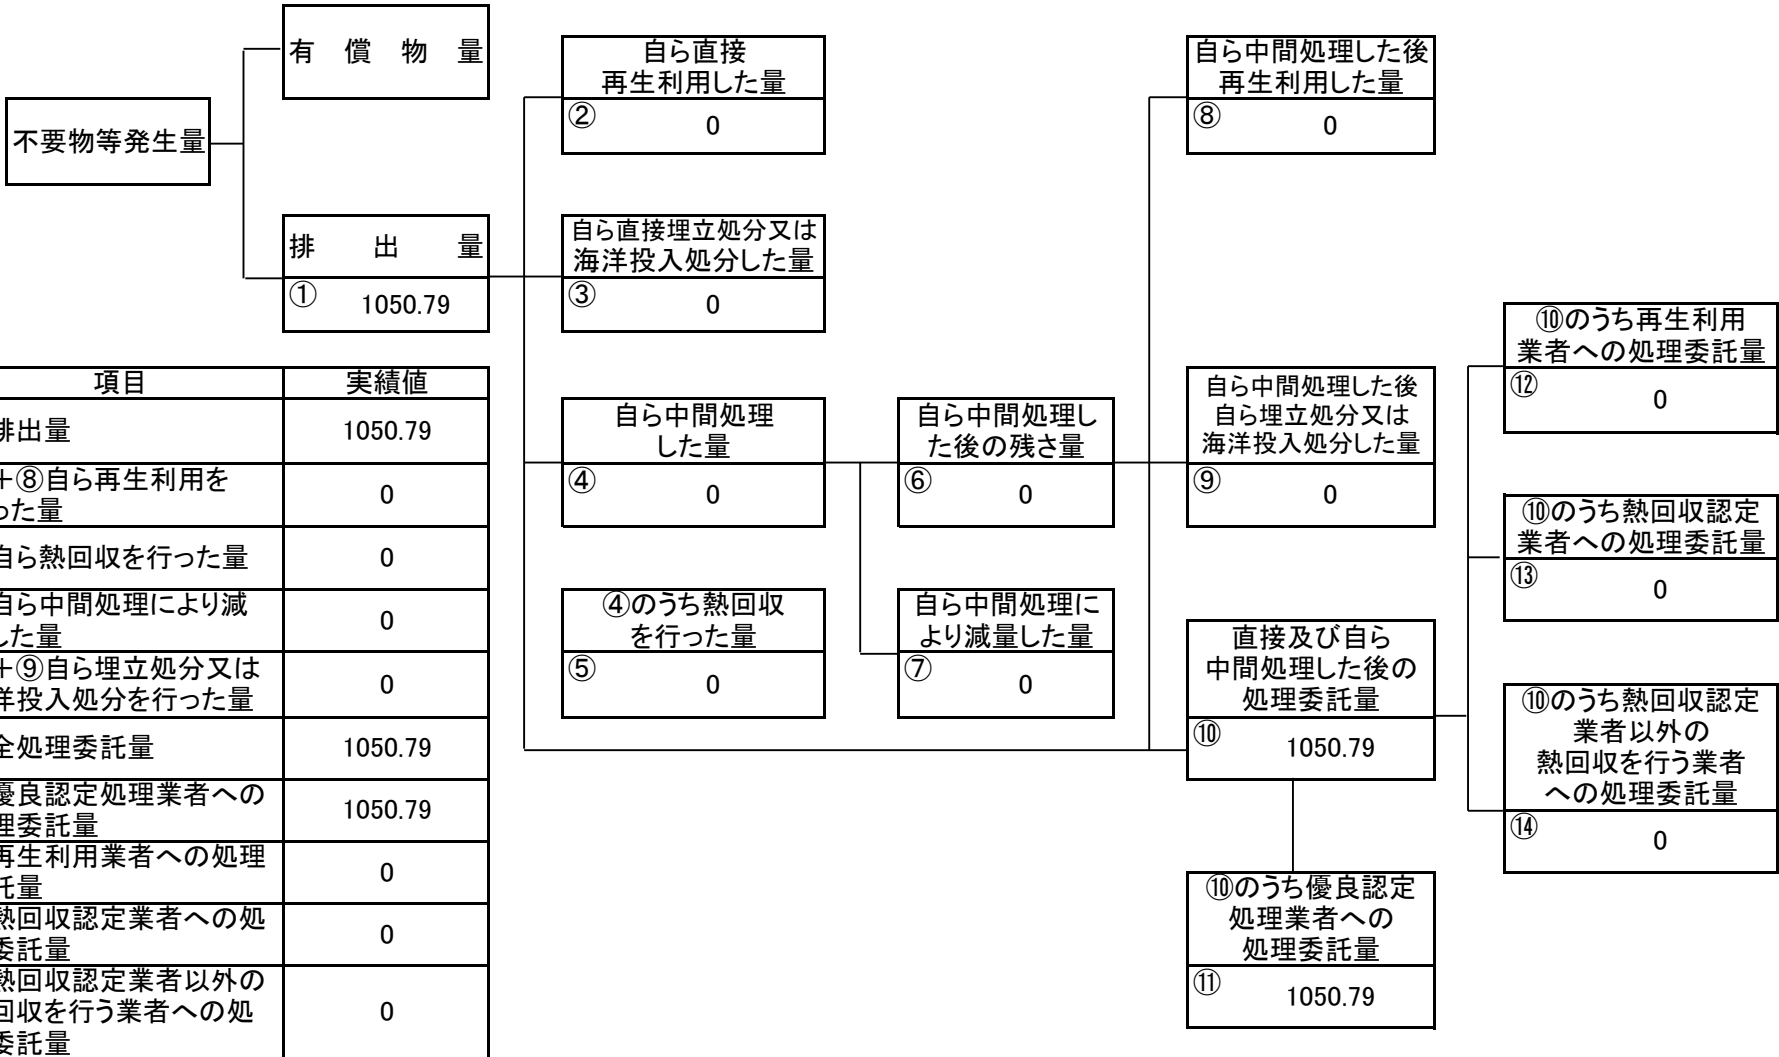 有 償 物 量
不要物等発生量
排 出 量
① 1050.79
自ら直接
再生利用した量
② 0
自ら直接埋立処分又は
海洋投入処分した量
③ 0
自ら中間処理
した量
④ 0
④のうち熱回収
を行った量
⑤ 0
自ら中間処理し
た後の残さ量
⑥ 0
自ら中間処理に
より減量した量
⑦ 0
自ら中間処理した後
再生利用した量
⑧ 0
自ら中間処理した後
自ら埋立処分又は
海洋投入処分した量
⑨ 0
直接及び自ら
中間処理した後の
処理委託量
⑩ 1050.79
⑩のうち優良認定
処理業者への
処理委託量
⑪ 1050.79
⑩のうち再生利用
業者への処理委託量
⑫ 0
⑩のうち熱回収認定
業者への処理委託量
⑬ 0
⑩のうち熱回収認定
業者以外の
熱回収を行う業者
への処理委託量
⑭ 0
項目 実績値
排出量 1050.79
+⑧自ら再生利用を
った量 0
自ら熱回収を行った量 0
自ら中間処理により減
した量 0
+⑨自ら埋立処分又は
洋投入処分を行った量 0
全処理委託量 1050.79
優良認定処理業者への
理委託量 1050.79
再生利用業者への処理
託量 0
熱回収認定業者への処
委託量 0
熱回収認定業者以外の
回収を行う業者への処
委託量 0